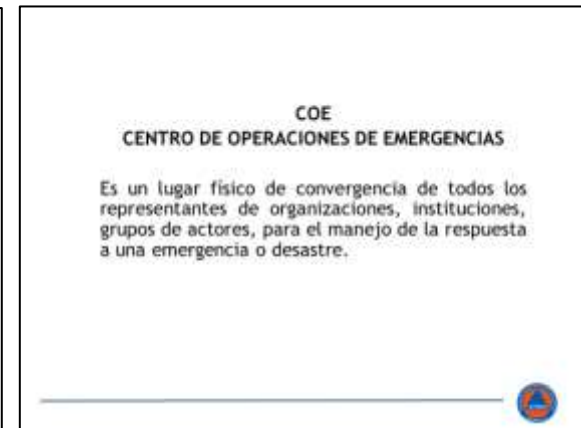 COE
CENTRO DE OPERACIONES DE EMERGENCIAS
Es un lugar físico de convergencia de todos los
representantes de organizaciones, instituciones,
grupos de actores, para el manejo de la respuesta
a una emergencia o desastre.